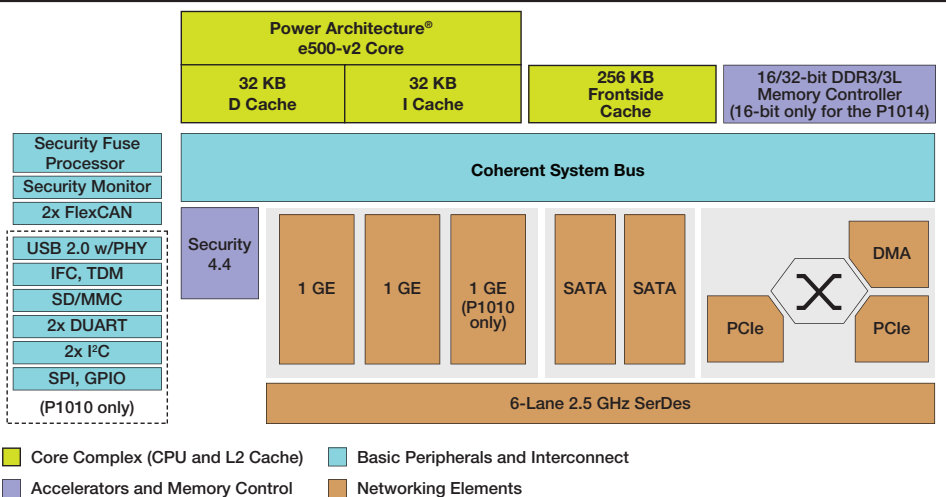 Power Architecture®
e500-v2 Core
32 KB
D Cache
32 KB
I Cache
256 KB
Frontside
Cache
16/32-bit DDR3/3L
Memory Controller
(16-bit only for the P1014)
Security Fuse
Processor
Security Monitor
2x FlexCAN
USB 2.0 w/PHY
IFC, TDM
SD/MMC
2x DUART
2x I²C
SPI, GPIO
(P1010 only)
Coherent System Bus
Security
4.4
1 GE
1 GE
1 GE
(P1010
only)
SATA
SATA
DMA
PCIe
PCIe
6-Lane 2.5 GHz SerDes
Core Complex (CPU and L2 Cache)
Basic Peripherals and Interconnect
Accelerators and Memory Control
Networking Elements